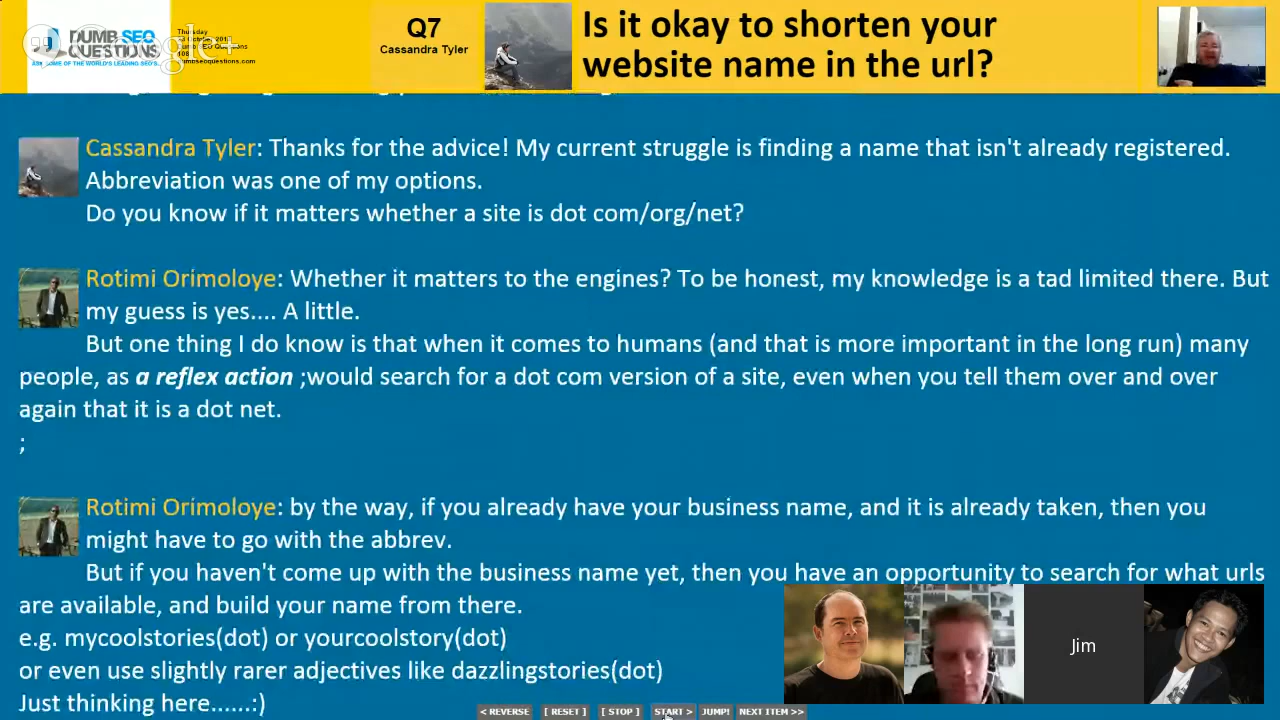 DUMB SEO
QUESTIONS
Thursday
Dumb SEO Questions
108
dumbseoquestions.com
Q7
Cassandra Tyler
Is it okay to shorten your
website name in the url?
Cassandra Tyler: Thanks for the advice! My current struggle is finding a name that isn't already registered.
Abbreviation was one of my options.
Do you know if it matters whether a site is dot com/org/net?
Rotimi Orimoloye: Whether it matters to the engines? To be honest, my knowledge is a tad limited there. But
my guess is yes.... A little.
But one thing I do know is that when it comes to humans (and that is more important in the long run) many
people, as a reflex action ;would search for a dot com version of a site, even when you tell them over and over
again that it is a dot net.
;
Rotimi Orimoloye: by the way, if you already have your business name, and it is already taken, then you
might have to go with the abbrev.
But if you haven't come up with the business name yet, then you have an opportunity to search for what urls
are available, and build your name from there.
e.g. mycoolstories(dot) or yourcoolstory(dot)
or even use slightly rarer adjectives like dazzlingstories(dot)
Just thinking here......:)
Jim
< REVERSE [ RESET ] [ STOP ] START > JUMP! NEXT ITEM >>